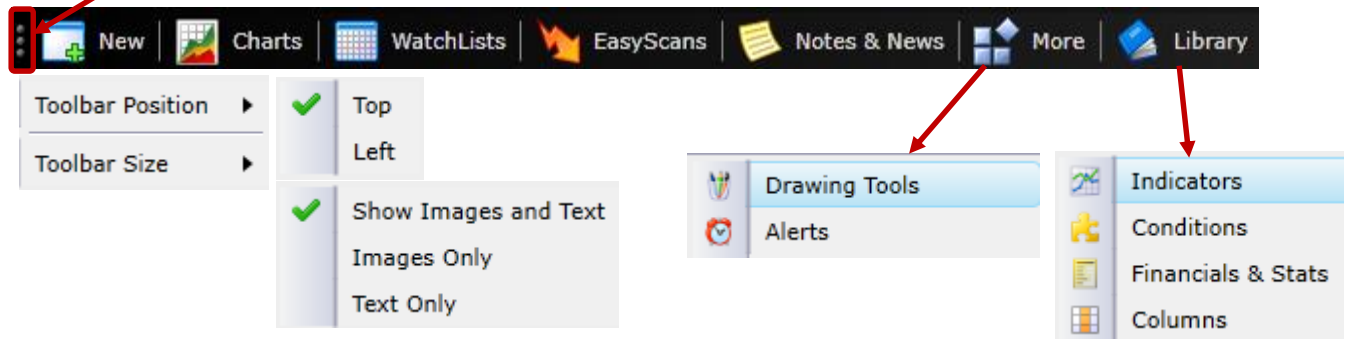 New Charts WatchLists EasyScans Notes & News More Library
Toolbar Position
Toolbar Size
Top
Left
Show Images and Text
Images Only
Text Only
Drawing Tools
Alerts
Indicators
Conditions
Financials & Stats
Columns